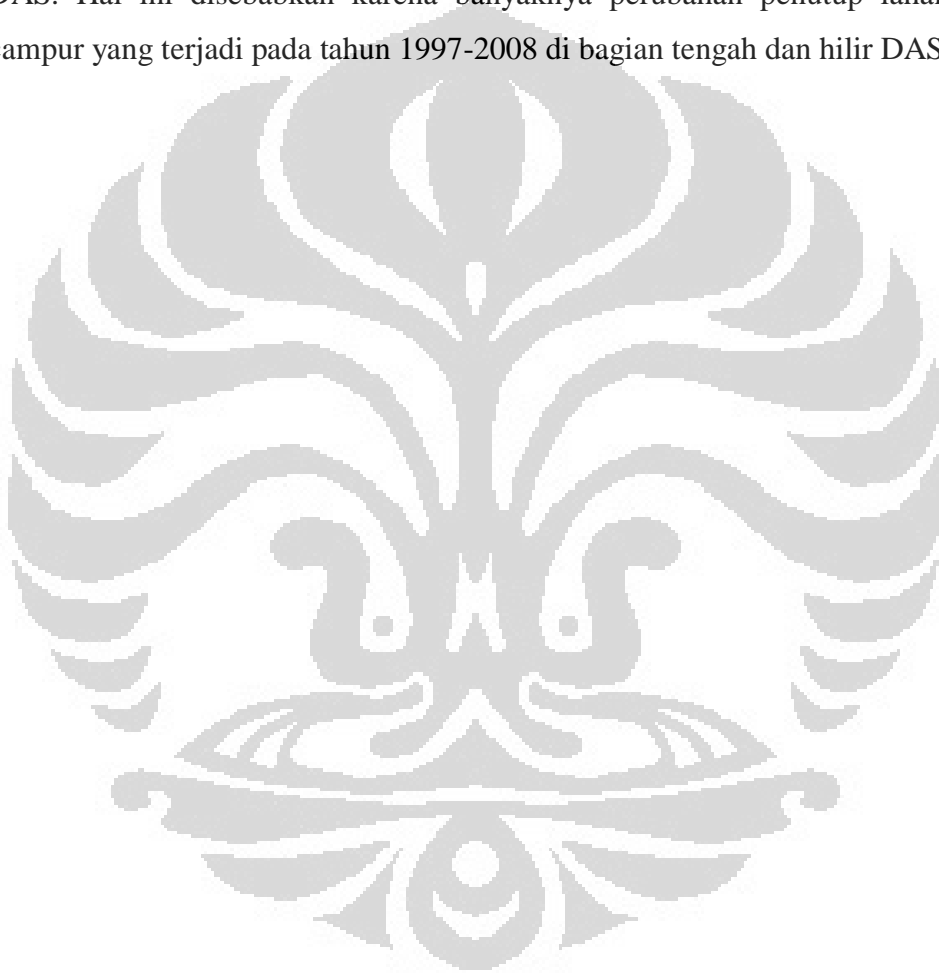 DAS. Hal ini disebabkan karena banyaknya perubahan penutup lahan
campur yang terjadi pada tahun 1997-2008 di bagian tengah dan hilir DAS